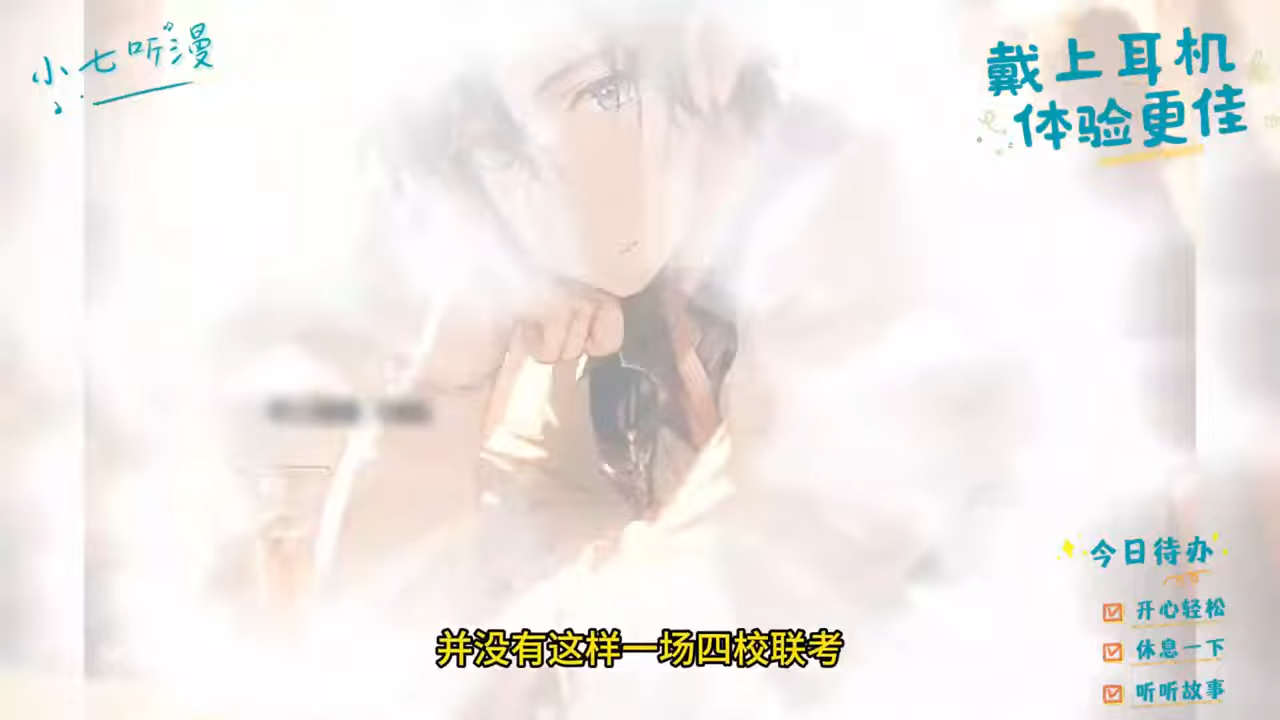 小七听漫
戴上耳机
体验更佳
今日待办
开心轻松
休息一下
听听故事
并没有这样一场四校联考